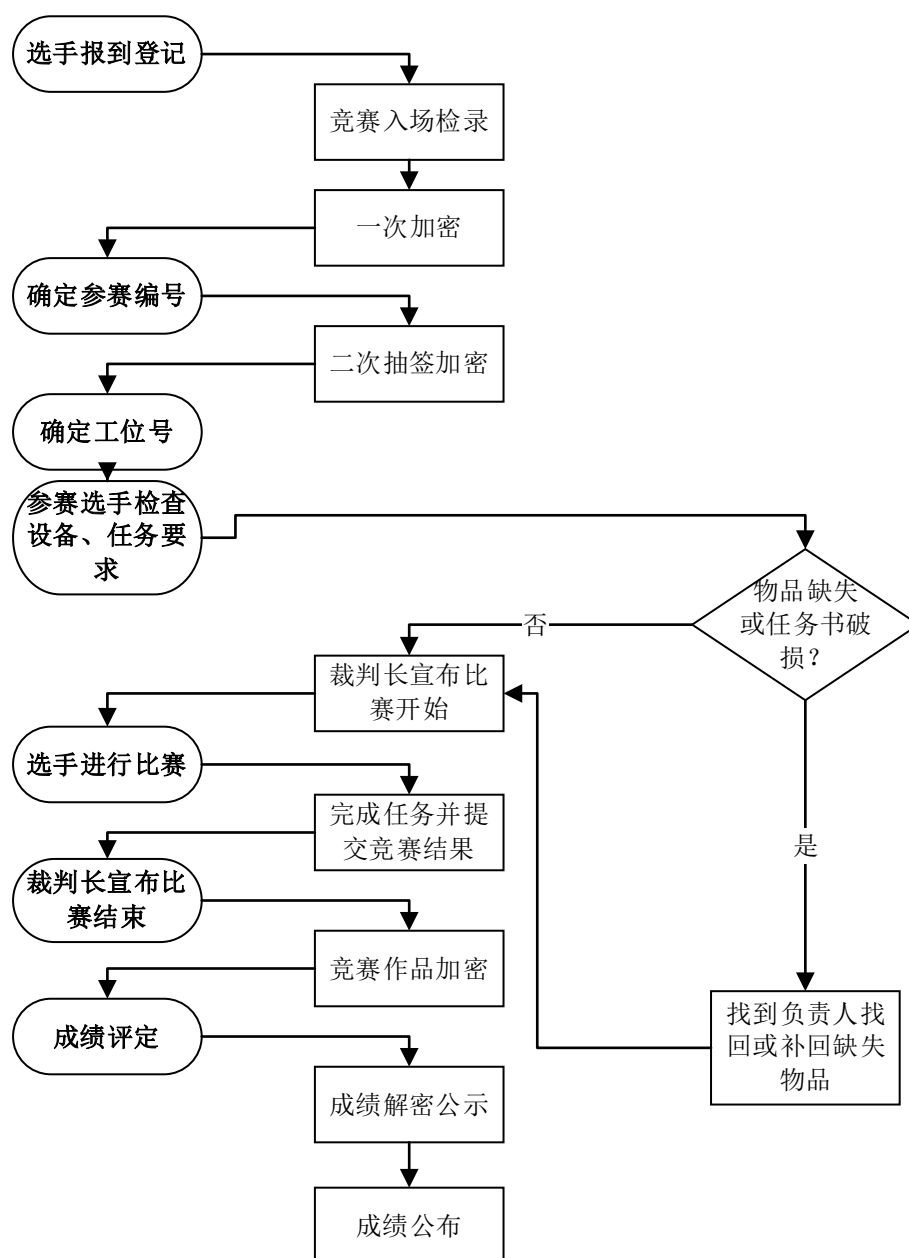 选手报到登记
竞赛入场检录
一次加密
确定参赛编号
二次抽签加密
确定工位号
参赛选手检查
设备、任务要
求
物品缺失
或任务书破
损？
否
裁判长宣布比
赛开始
选手进行比赛
完成任务并提
交竞赛结果
是
裁判长宣布比
赛结束
竞赛作品加密
找到负责人找
回或补回缺失
物品
成绩评定
成绩解密公示
成绩公布